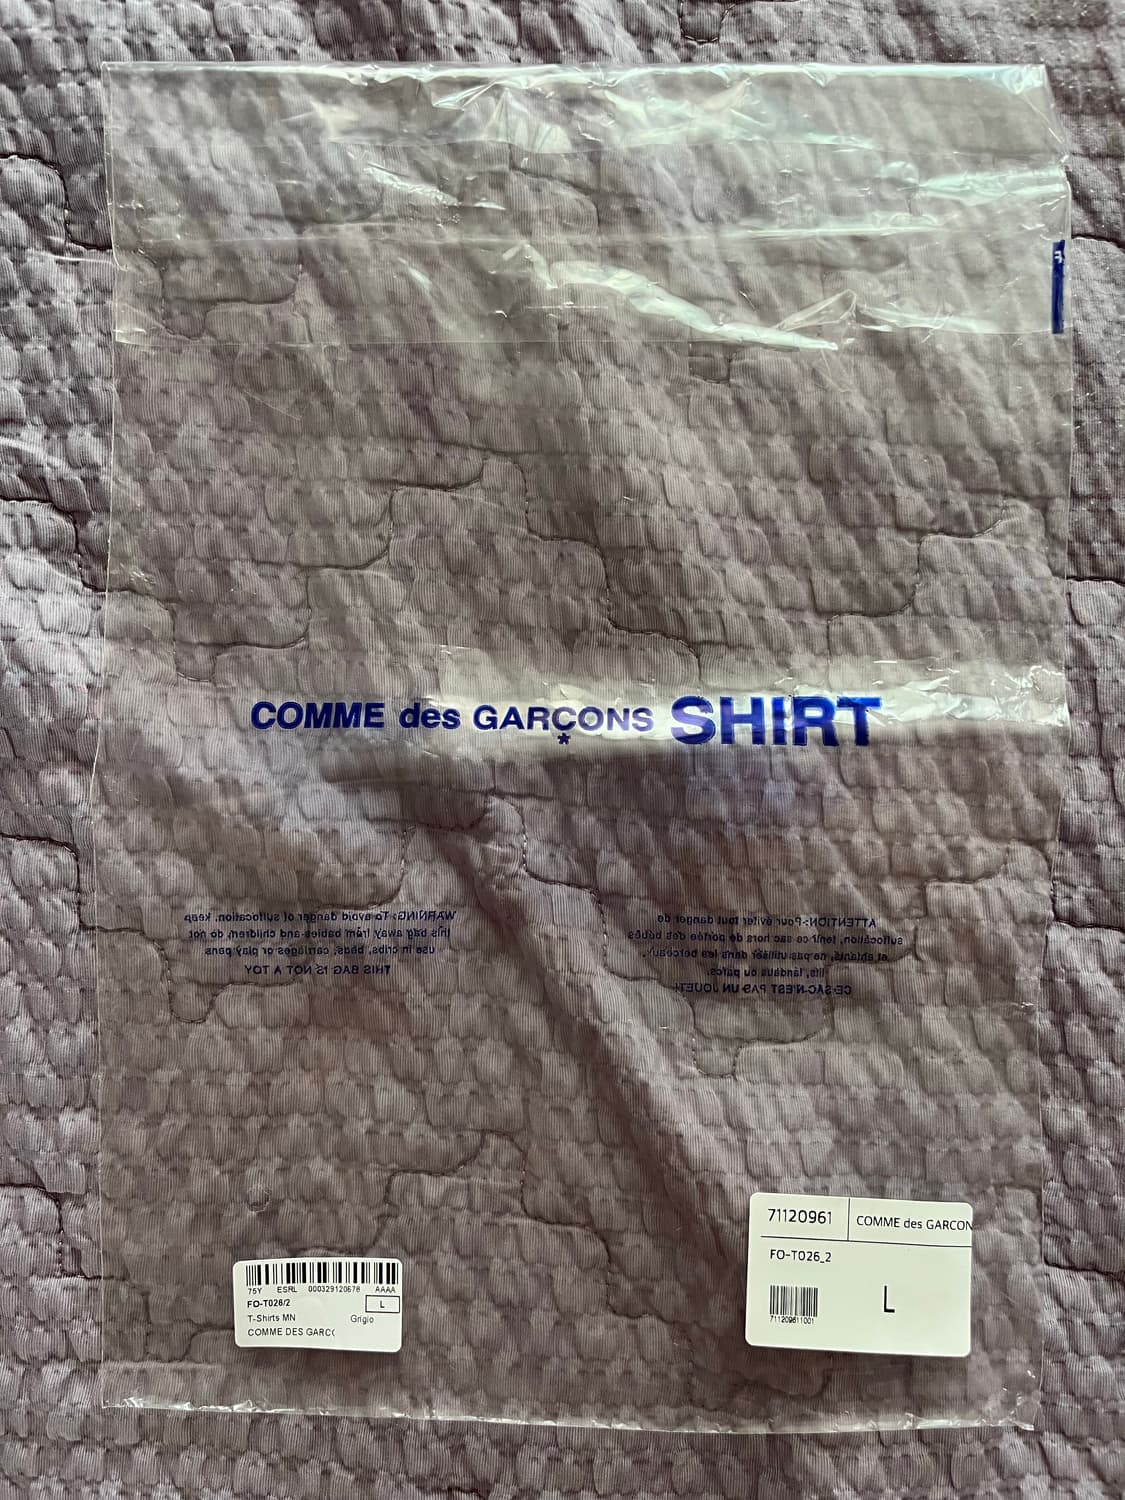 COMME des GARÇONS SHIRT
*
WARNING: To avoid danger of suffocation, keep
this bag away from babies and children, do not
use in cribs, beds, carriages or play pens
THIS BAG IS NOT A TOY
ATTENTION: Pour éviter tout danger de
suffocation, tenir ce sac hors de portée des bébés
et enfants, ne pas utiliser dans les berceaux,
lits, landaus ou parcs.
CE SAC N'EST PAS UN JOUET!
75Y ESRL 000329120678 AAAA
FO-T026/2 L
T-Shirts MN Grigio
COMME DES GARC
71120961 COMME des GARCON
FO-T026_2
L
711209611001